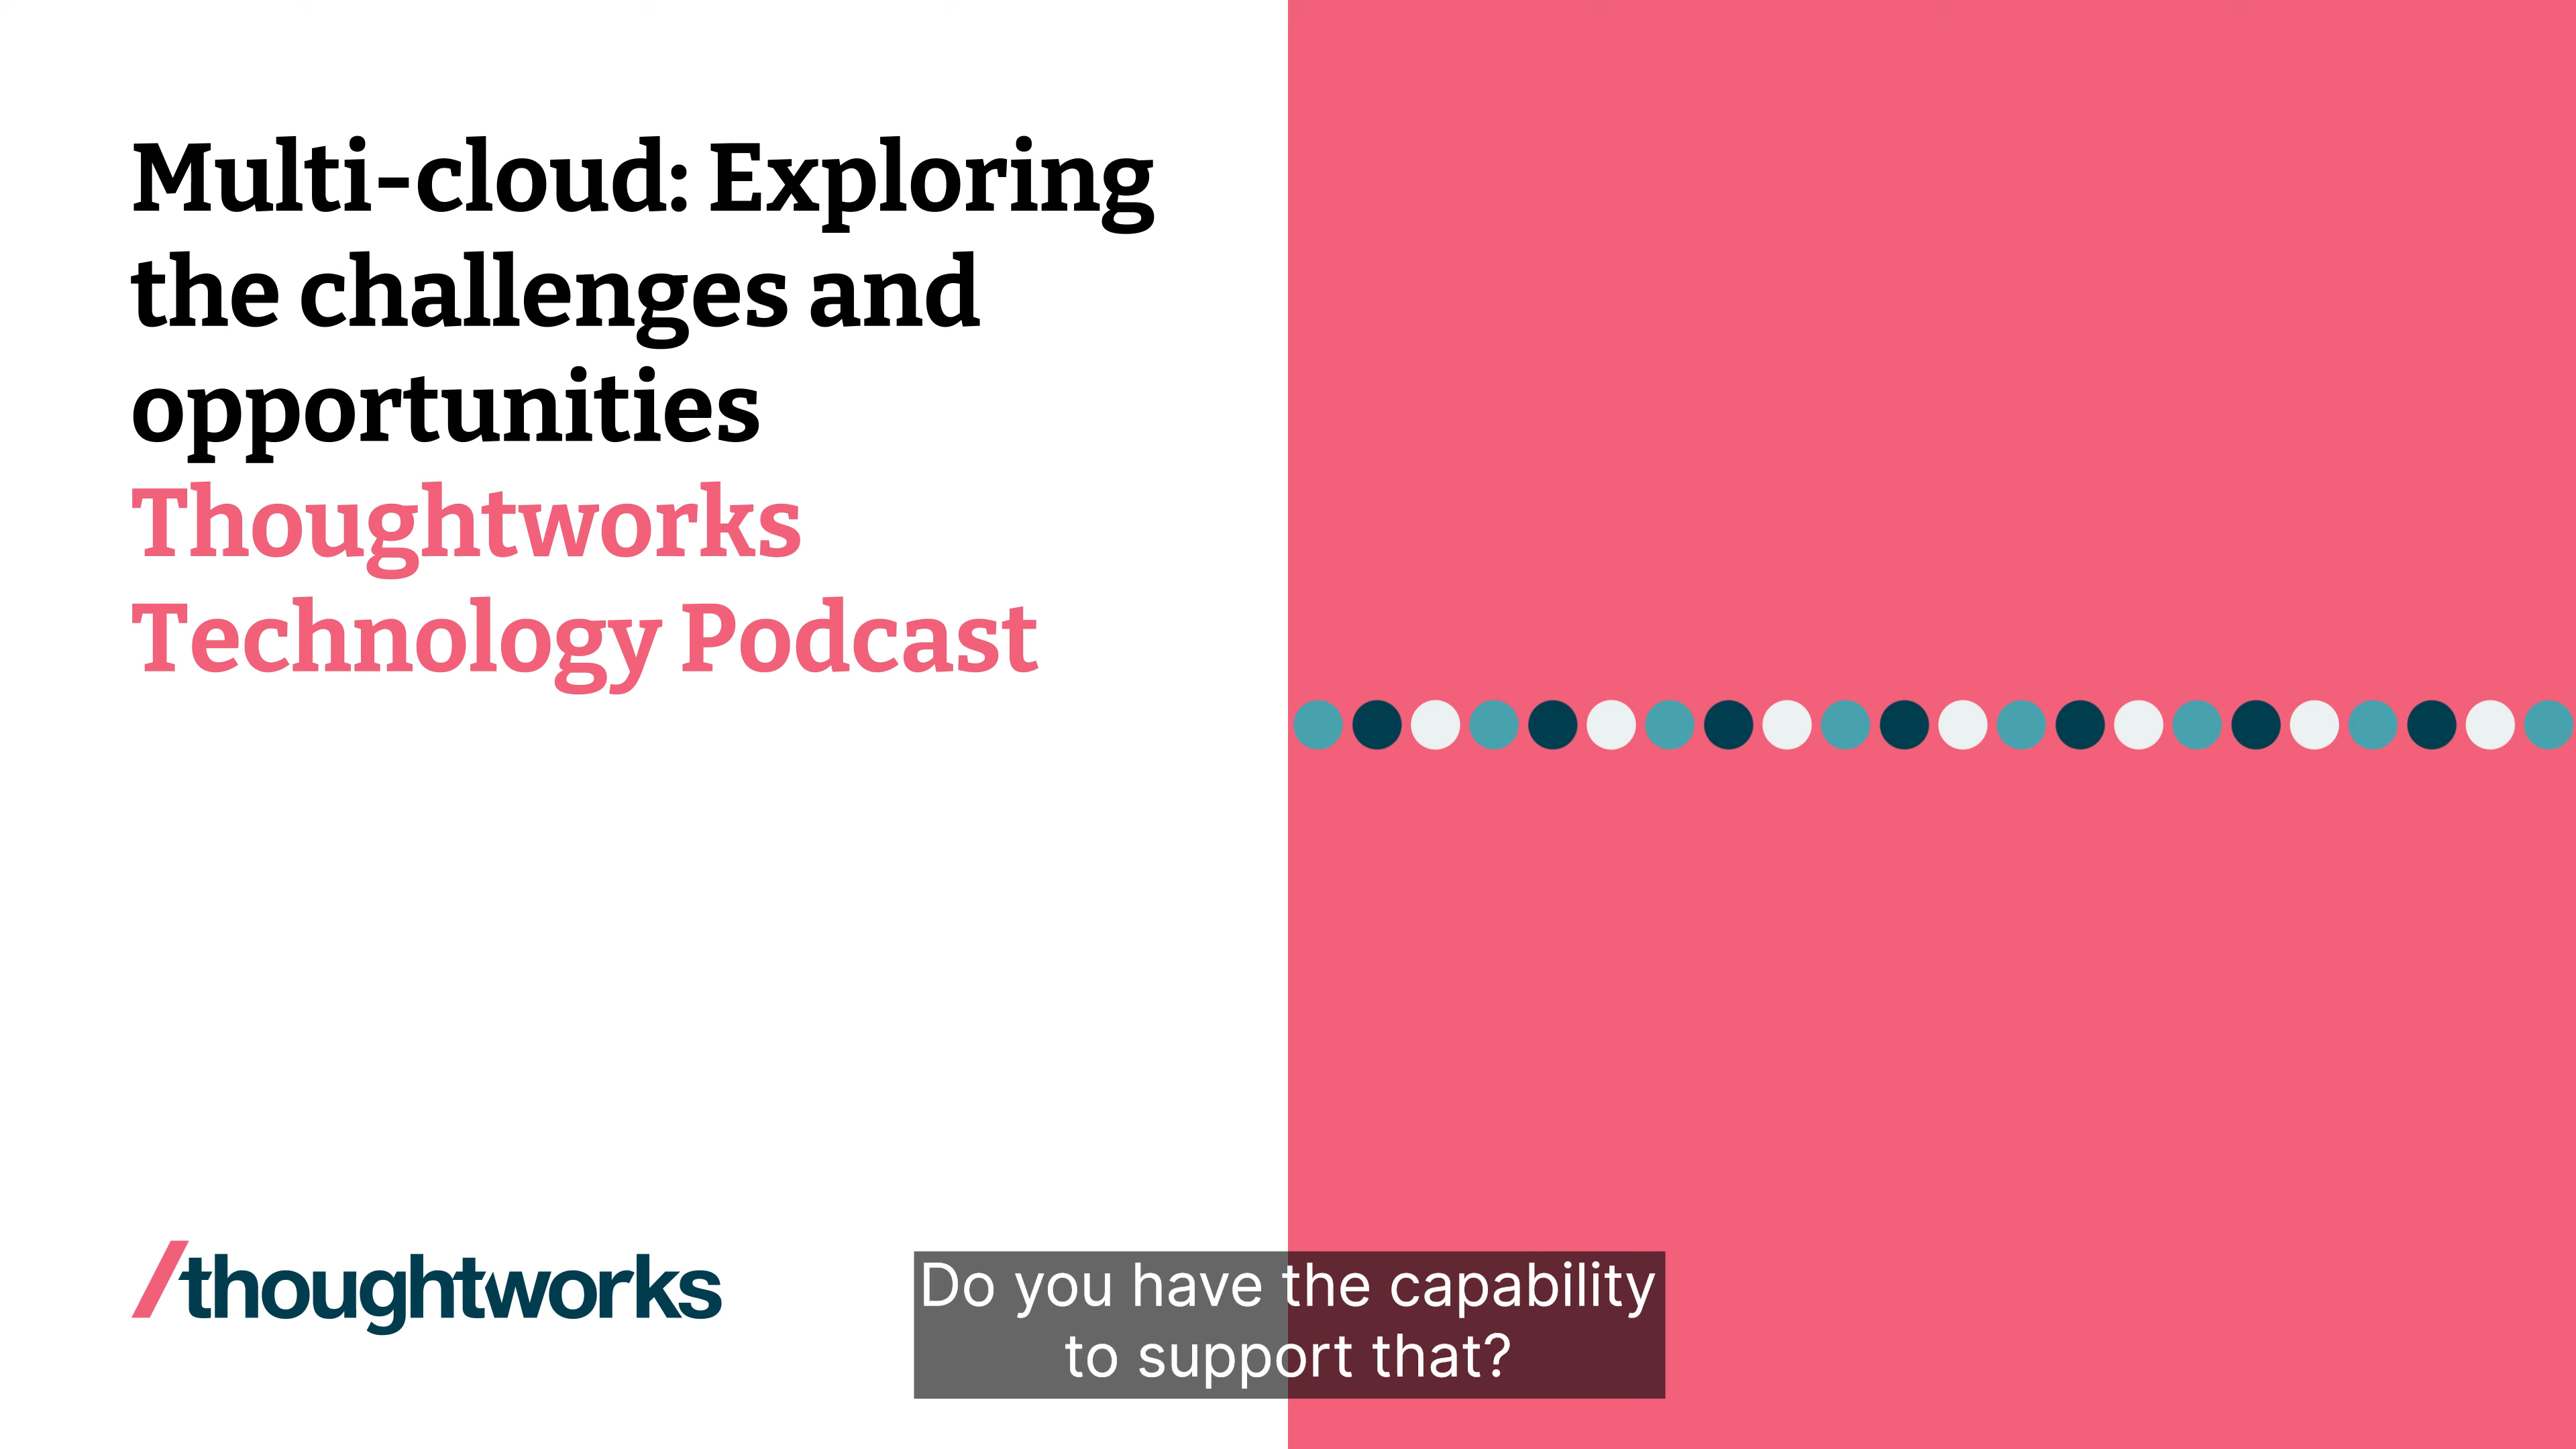 Multi-cloud: Exploring
the challenges and
opportunities
Thoughtworks
Technology Podcast
/thoughtworks
Do you have the capability
to support that?